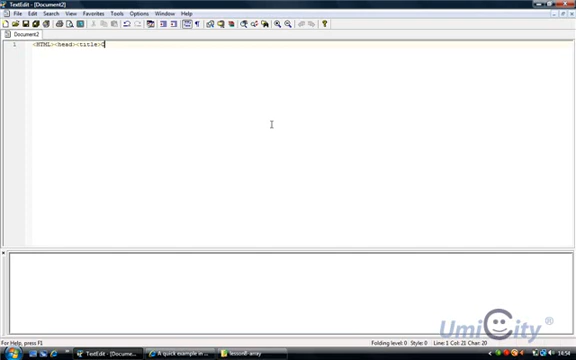 TextEdit - [Document2]
File Edit Search View Favorites Tools Options Window Help
Document2
1 <HTML><head><title>C
UmiCity
®
For Help, press F1
Folding level: 0 Style: 0 Line: 1 Col: 21 Char: 20
TextEdit - [Docume... A quick example in ... lesson8-array 14:54